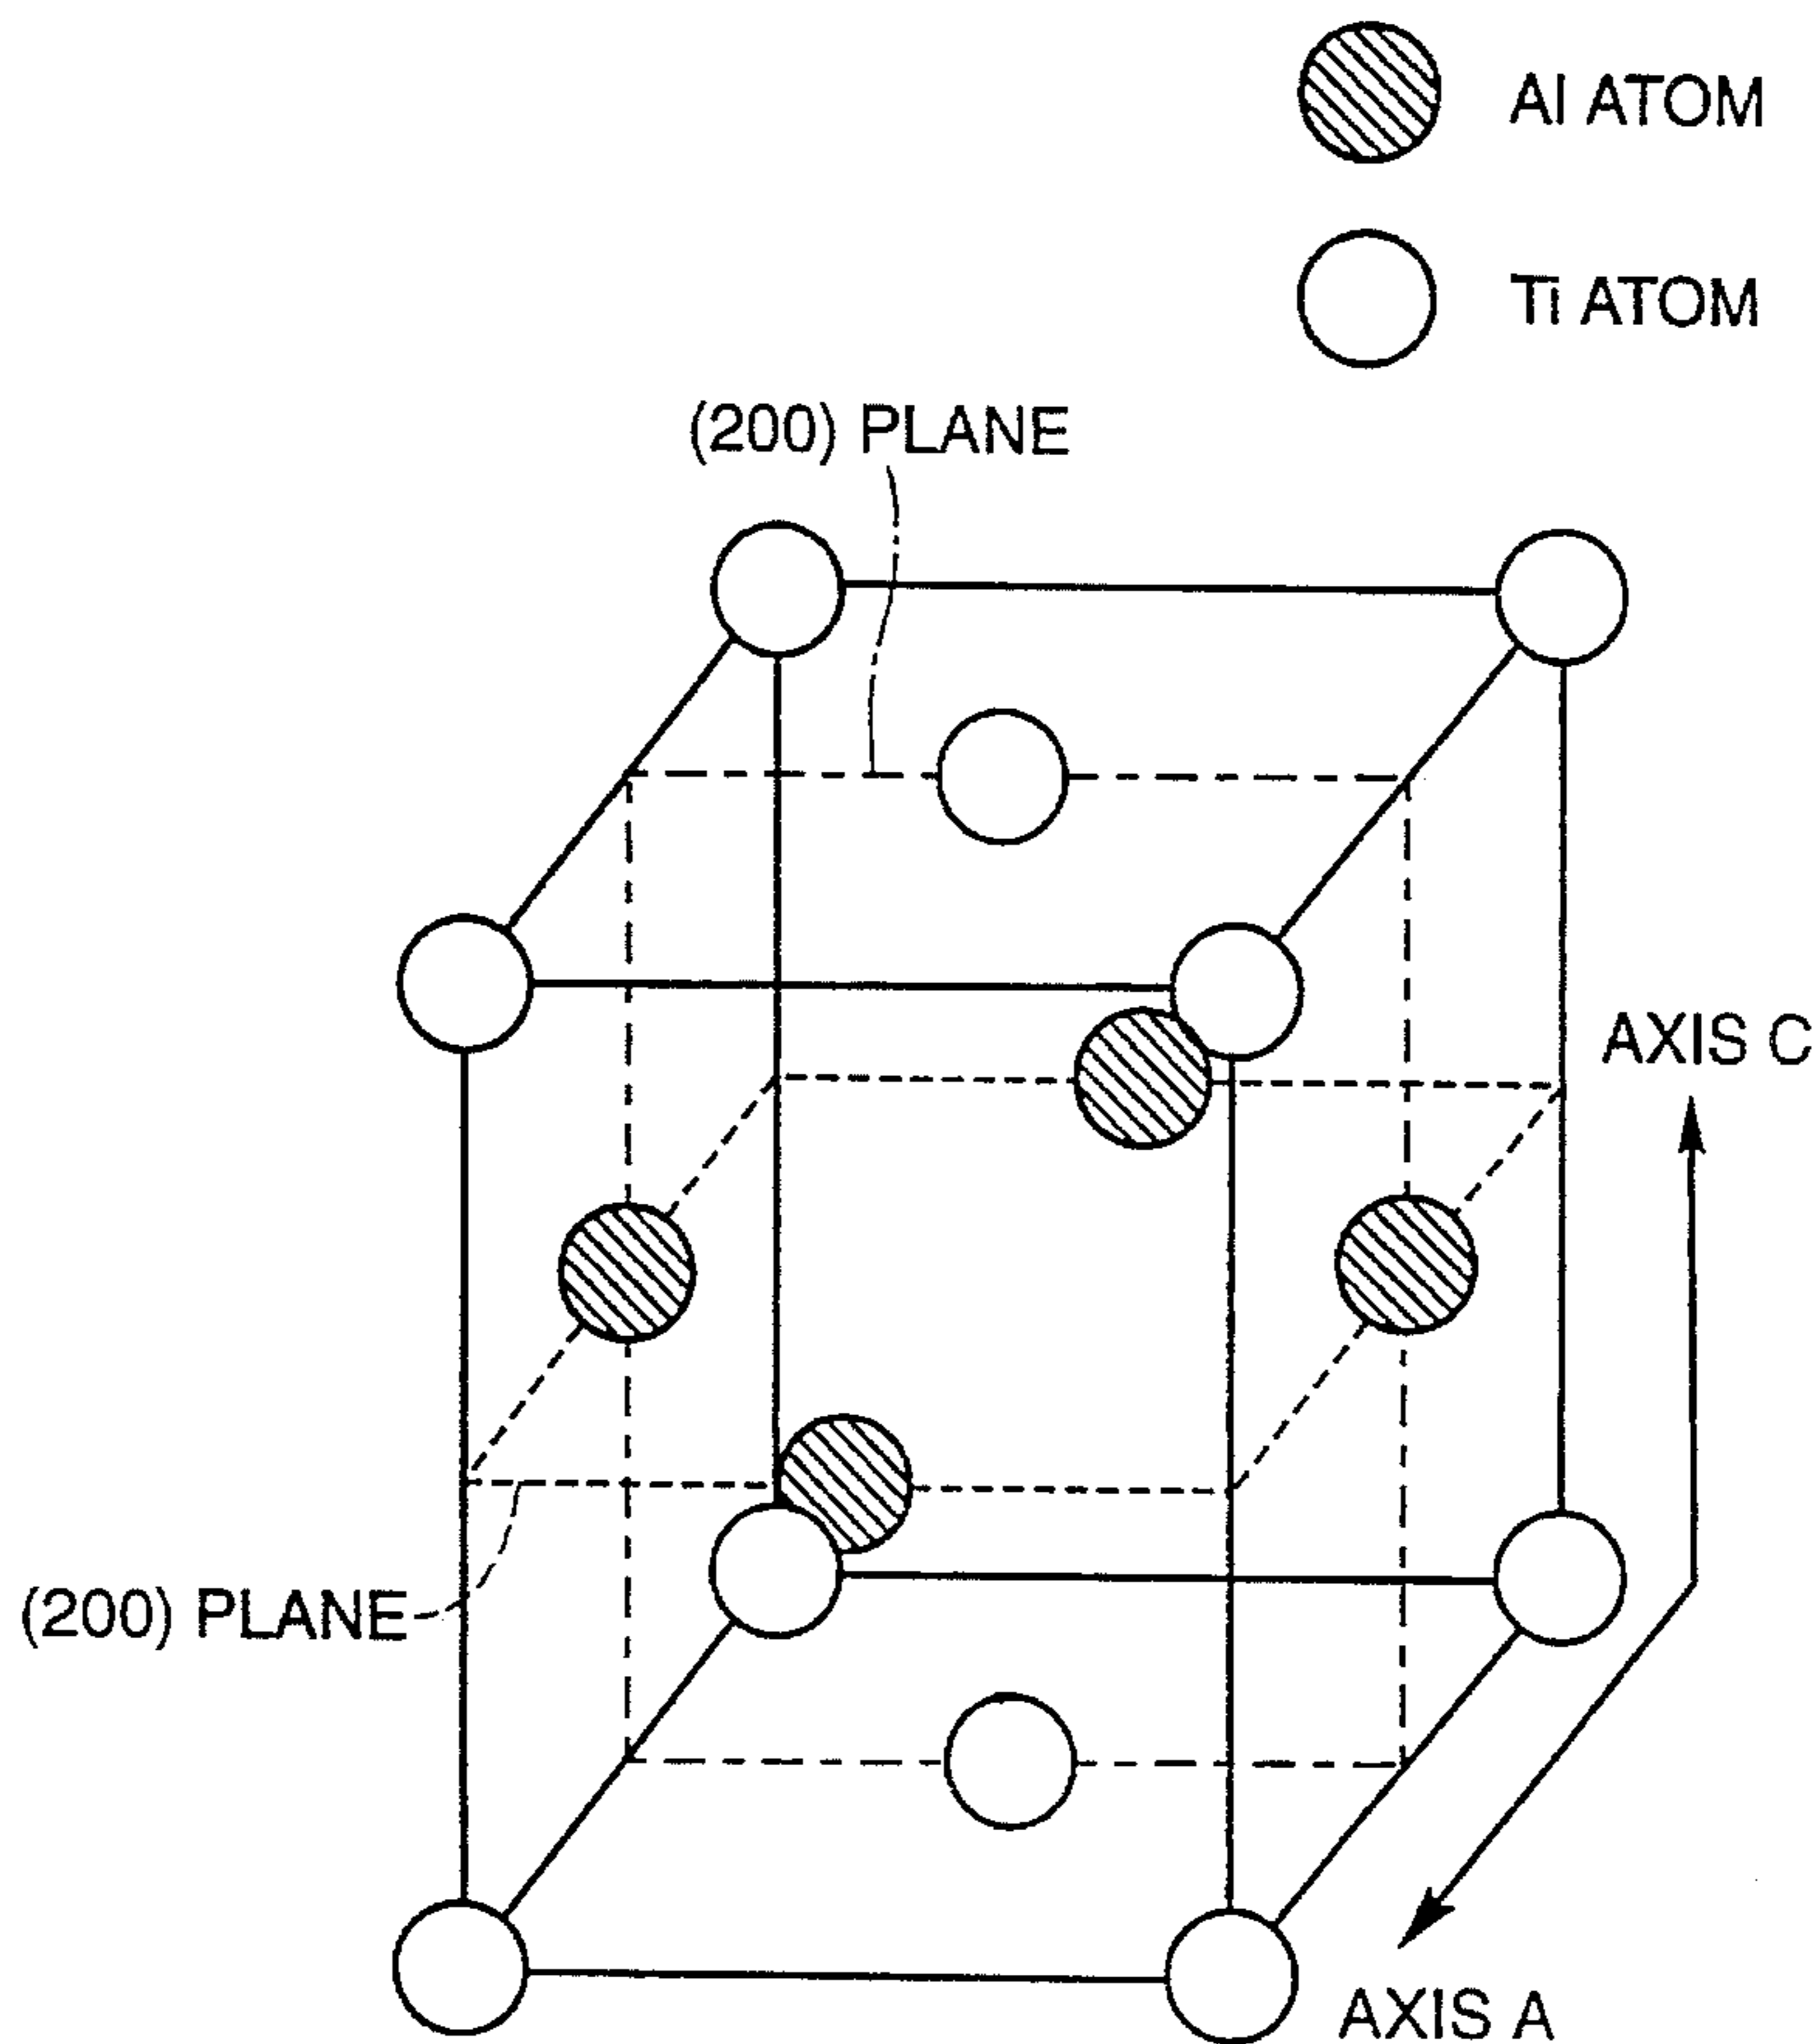 Al ATOM
Ti ATOM
(200) PLANE
AXIS C
(200) PLANE
AXIS A